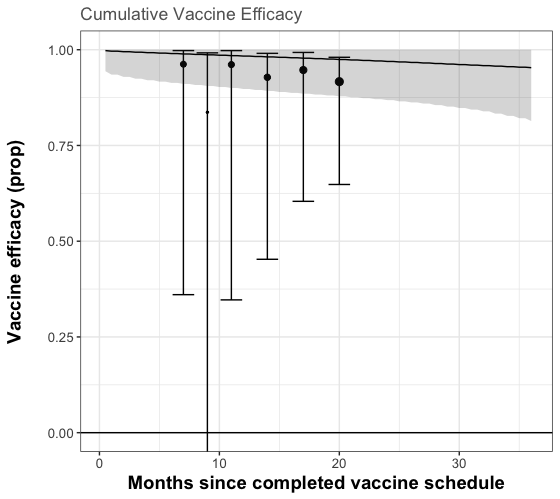 Cumulative Vaccine Efficacy
1.00
0.75
0.50
0.25
0.00
Vaccine efficacy (prop)
0 10 20 30
Months since completed vaccine schedule